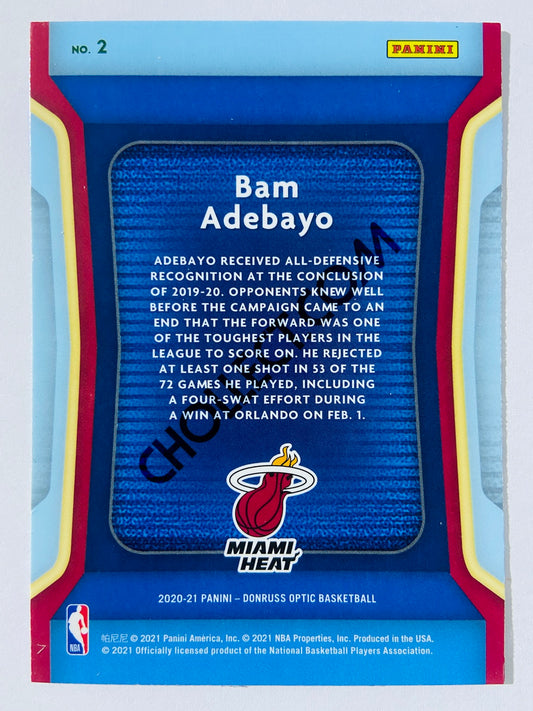 NO. 2
PANINI
Bam
Adebayo
ADEBAYO RECEIVED ALL-DEFENSIVE
RECOGNITION AT THE CONCLUSION
OF 2019-20. OPPONENTS KNEW WELL
BEFORE THE CAMPAIGN CAME TO AN
END THAT THE FORWARD WAS ONE
OF THE TOUGHEST PLAYERS IN THE
LEAGUE TO SCORE ON. HE REJECTED
AT LEAST ONE SHOT IN 53 OF THE
72 GAMES HE PLAYED, INCLUDING
A FOUR-SWAT EFFORT DURING
A WIN AT ORLANDO ON FEB. 1.
MIAMI
HEAT
2020-21 PANINI – DONRUSS OPTIC BASKETBALL
NBA
帕尼尼 © 2021 Panini America, Inc. © 2021 NBA Properties, Inc. Produced in the USA.
© 2021 Officially licensed product of the National Basketball Players Association.